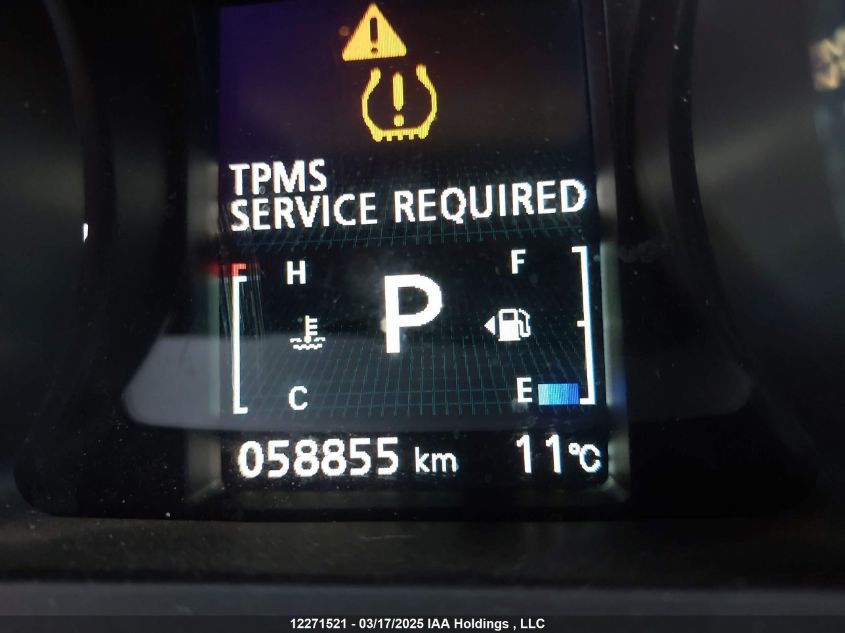 TPMS
SERVICE REQUIRED
H
F
P
C
E
058855 km
11°C
12271521 - 03/17/2025 IAA Holdings , LLC